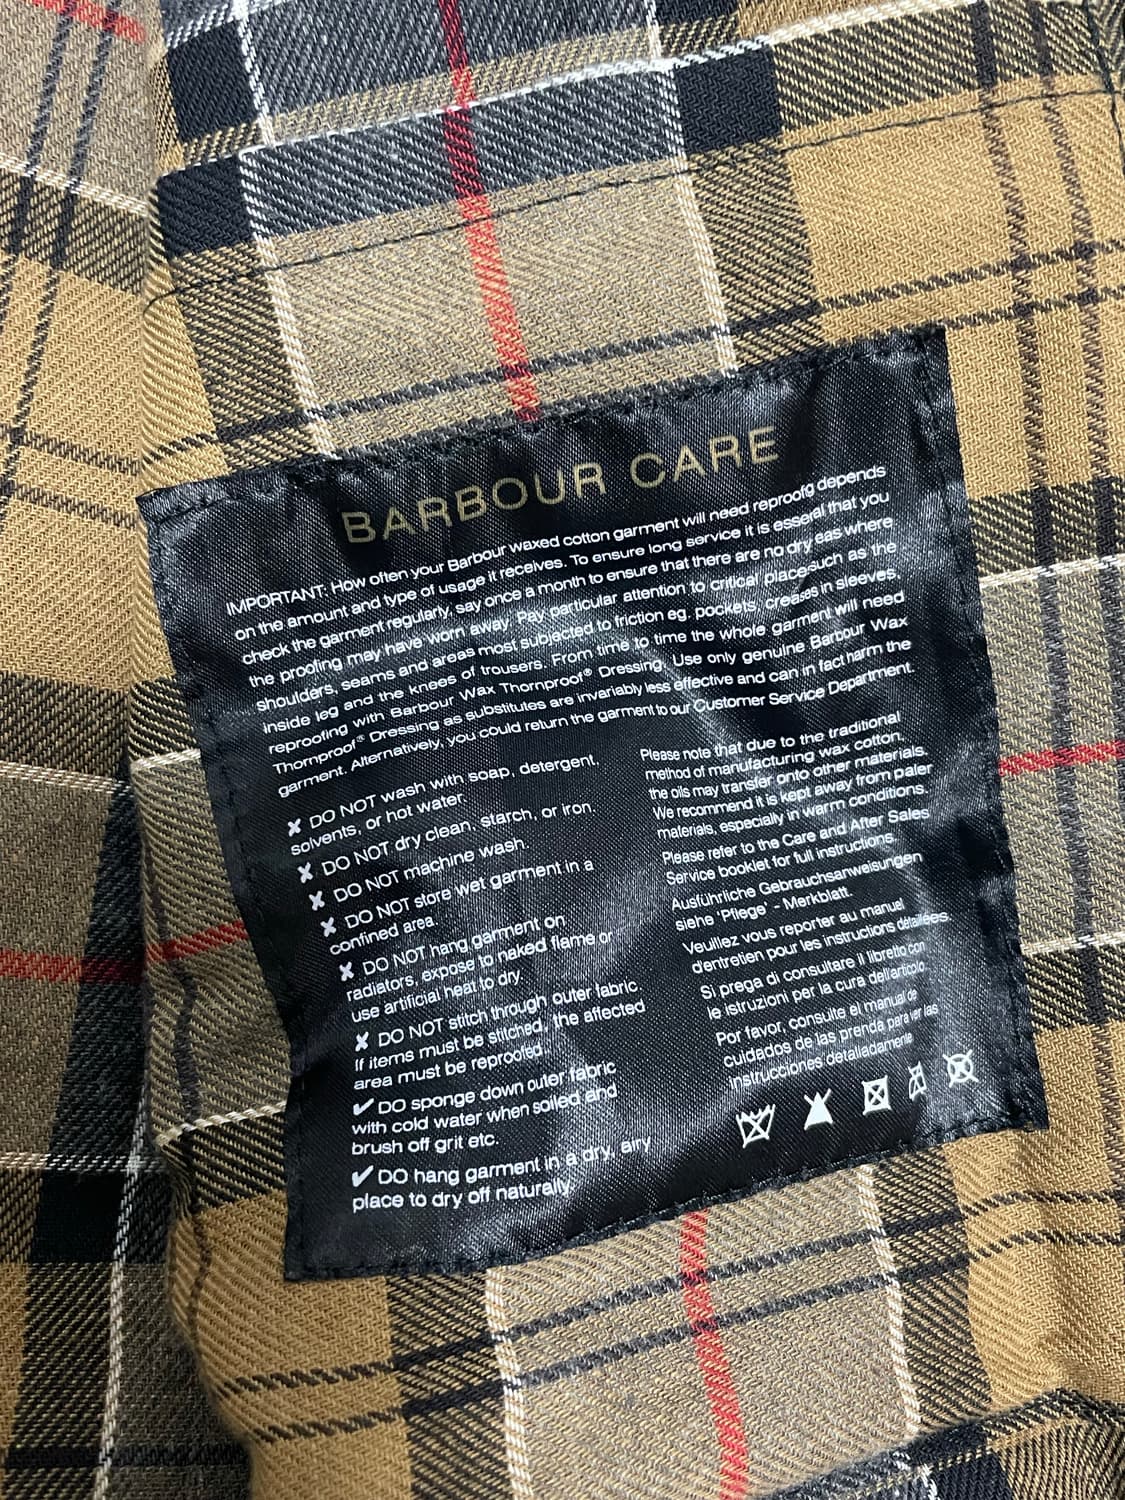 BARBOUR CARE
IMPORTANT: How often your Barbour waxed cotton garment will need reproofg depends
on the amount and type of usage it receives. To ensure long service it is esseral that you
check the garment regularly, say once a month to ensure that there are no dry eas where
the proofing may have worn away. Pay particular attention to critical placesuch as the
shoulders, seams and areas most subjected to friction eg. pockets, creases in sleeves,
inside leg and the knees of trousers. From time to time the whole garment will need
reproofing with Barbour Wax Thornproof® Dressing. Use only genuine Barbour Wax
Thornproof® Dressing as substitutes are invariably less effective and can in fact harm the
garment. Alternatively, you could return the garment to our Customer Service Department.
✘ DO NOT wash with soap, detergent,
solvents, or hot water.
✘ DO NOT dry clean, starch, or iron.
✘ DO NOT machine wash.
✘ DO NOT store wet garment in a
confined area.
✘ DO NOT hang garment on
radiators, expose to naked flame or
use artificial heat to dry.
✘ DO NOT stitch through outer fabric
If items must be stitched, the affected
area must be reproofed.
✔ DO sponge down outer fabric
with cold water when soiled and
brush off grit etc.
✔ DO hang garment in a dry, airy
place to dry off naturally.
Please note that due to the traditional
method of manufacturing wax cotton,
the oils may transfer onto other materials.
We recommend it is kept away from paler
materials, especially in warm conditions.
Please refer to the Care and After Sales
Service booklet for full instructions.
Ausführliche Gebrauchsanweisungen
siehe 'Pflege' - Merkblatt.
Veuillez vous reporter au manuel
d'entretien pour les instructions détaillées.
Si prega di consultare il libretto con
le istruzioni per la cura dell'articolo.
Por favor, consulte el manual de
cuidados de las prenda para ver las
instrucciones detalladamente